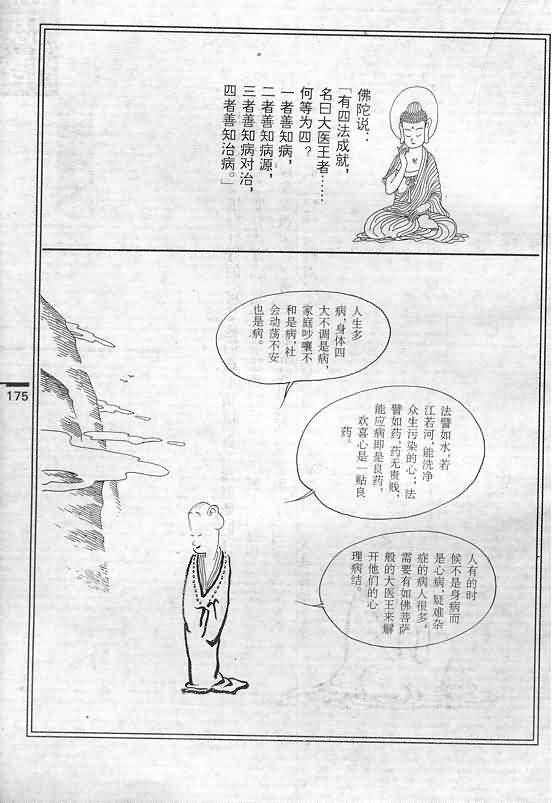 佛陀说：
「有四法成就，
名曰大医王者……
何等为四？
一者善知病，
二者善知病源，
三者善知病对治，
四者善知治病。」
人生多
病，身体四
大不调是病，
家庭吵嚷不
和是病，社
会动荡不安
也是病。
法譬如水，若
江若河，能洗净
众生污染的心；法
譬如药，药无贵贱，
能应病即是良药，
欢喜心是一贴良
药。
人有的时
候不是身病而
是心病，疑难杂
症的病人很多，
需要有如佛菩萨
般的大医王来解
开他们的心
理病结。
175